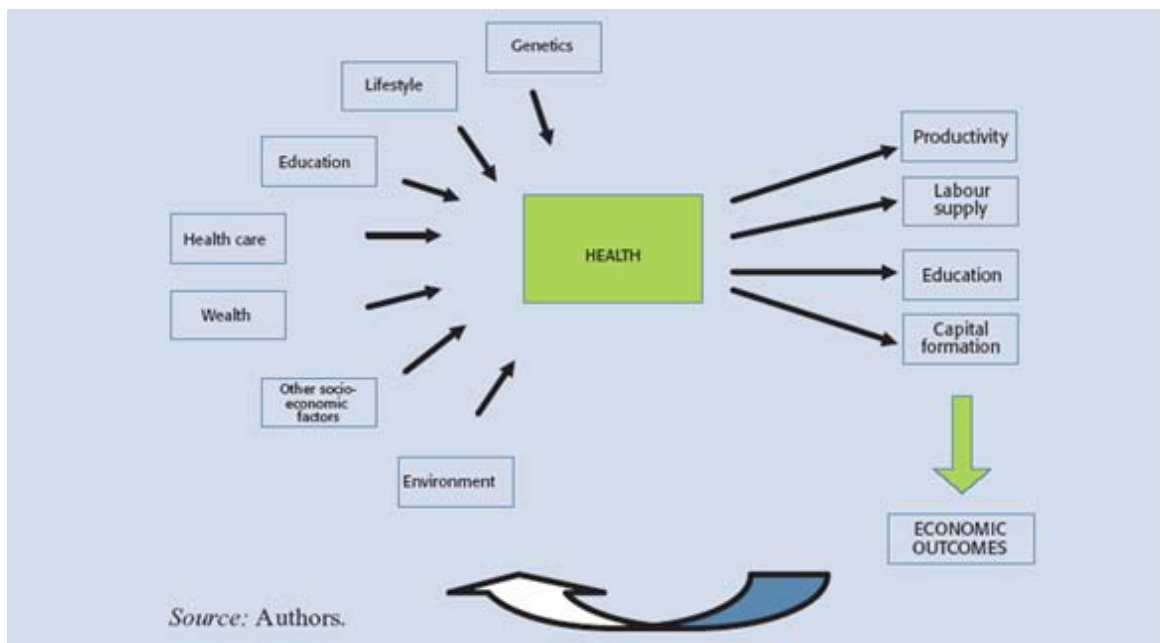 Genetics
Lifestyle
Education
Health care
Wealth
Other socio-
economic
factors
Environment
HEALTH
Productivity
Labour
supply
Education
Capital
formation
ECONOMIC
OUTCOMES
Source: Authors.